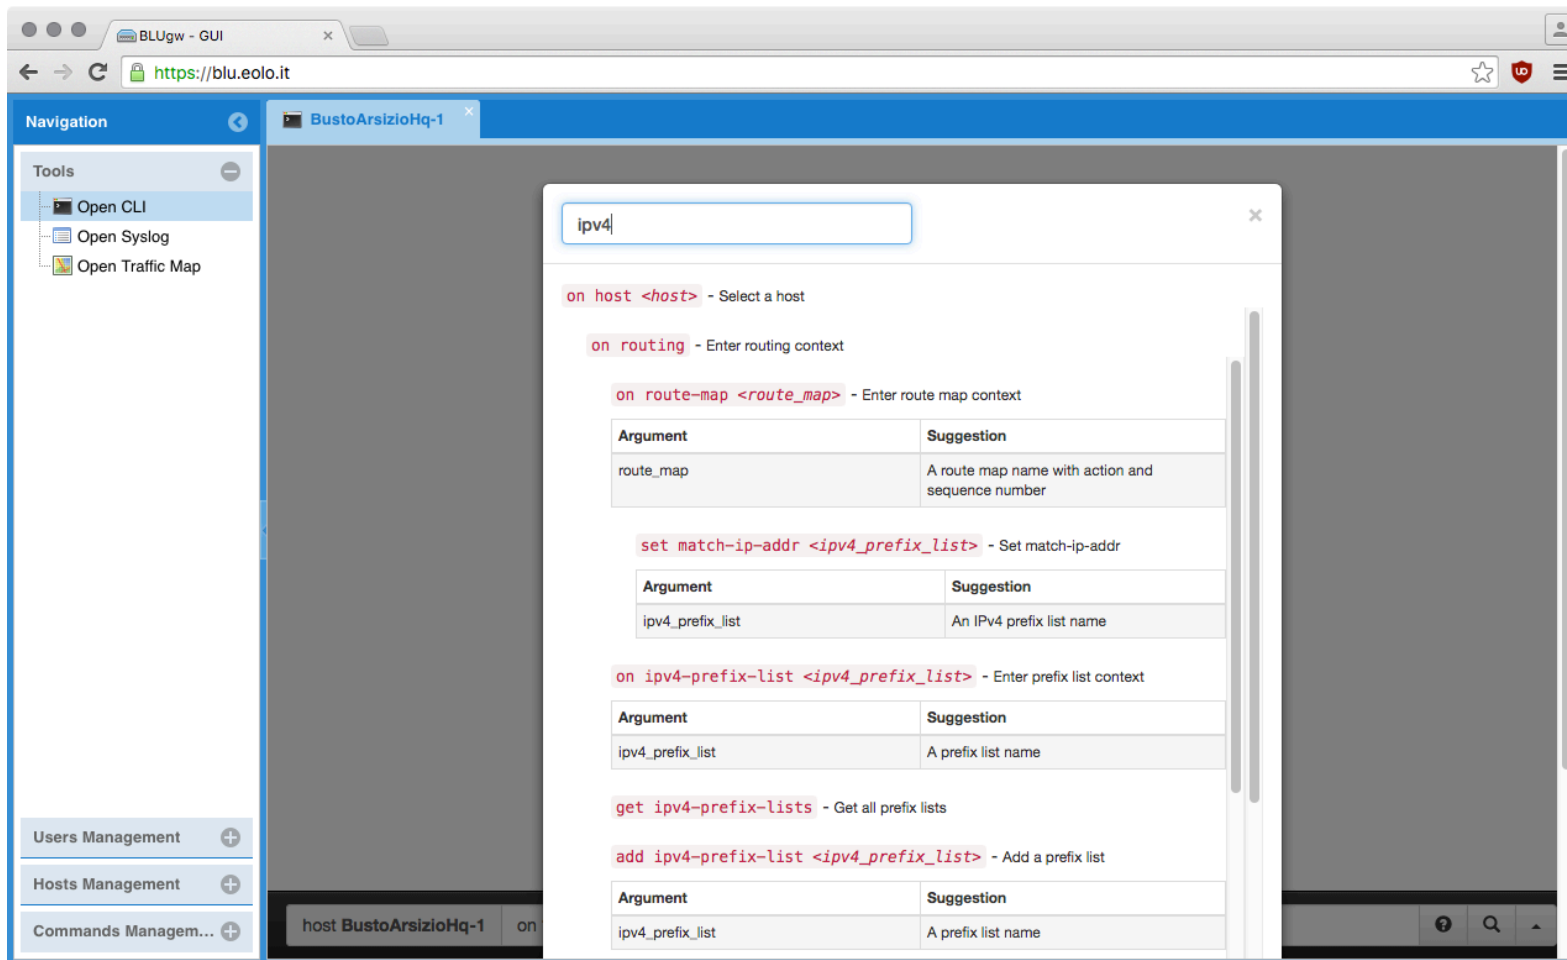 BLUgw - GUI
https://blu.eolo.it
Navigation
BustoArsizioHq-1
Tools
Open CLI
Open Syslog
Open Traffic Map
ipv4
on host <host> - Select a host
on routing - Enter routing context
on route-map <route_map> - Enter route map context
Argument Suggestion
route_map A route map name with action and
sequence number
set match-ip-addr <ipv4_prefix_list> - Set match-ip-addr
Argument Suggestion
ipv4_prefix_list An IPv4 prefix list name
on ipv4-prefix-list <ipv4_prefix_list> - Enter prefix list context
Argument Suggestion
ipv4_prefix_list A prefix list name
get ipv4-prefix-lists - Get all prefix lists
add ipv4-prefix-list <ipv4_prefix_list> - Add a prefix list
Argument Suggestion
ipv4_prefix_list A prefix list name
Users Management
Hosts Management
Commands Managem...
host BustoArsizioHq-1 on